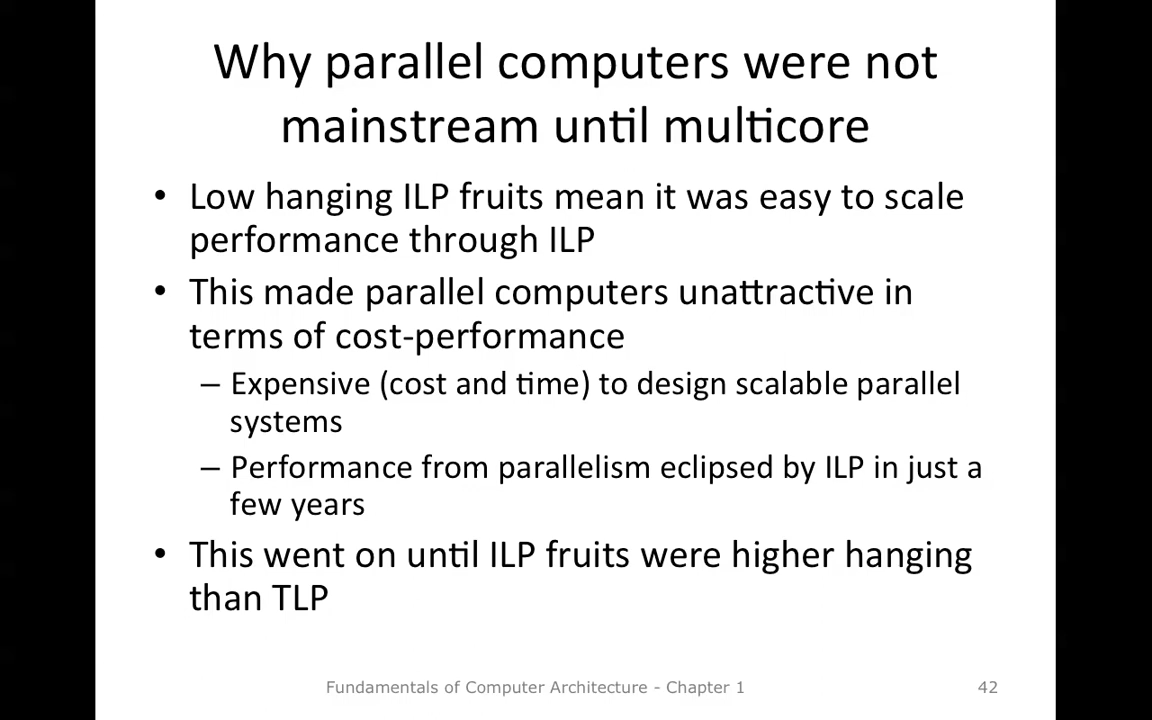 Why parallel computers were not
mainstream until multicore
• Low hanging ILP fruits mean it was easy to scale
performance through ILP
• This made parallel computers unattractive in
terms of cost-performance
– Expensive (cost and time) to design scalable parallel
systems
– Performance from parallelism eclipsed by ILP in just a
few years
• This went on until ILP fruits were higher hanging
than TLP
Fundamentals of Computer Architecture - Chapter 1
42